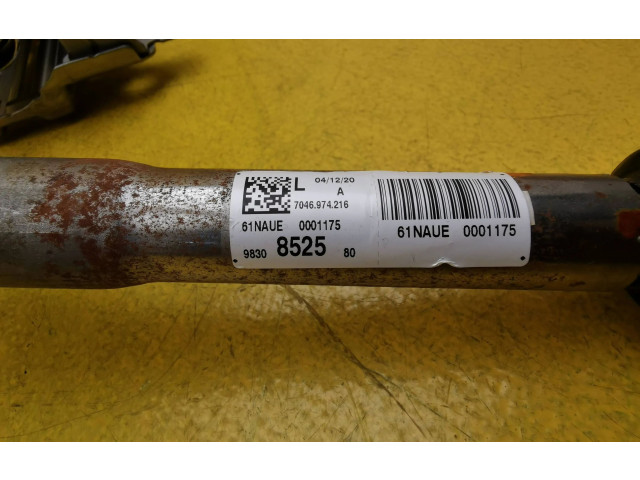 L 04/12/20
A
7046.974.216
61NAUE 0001175
9830 8525 80
61NAUE 0001175